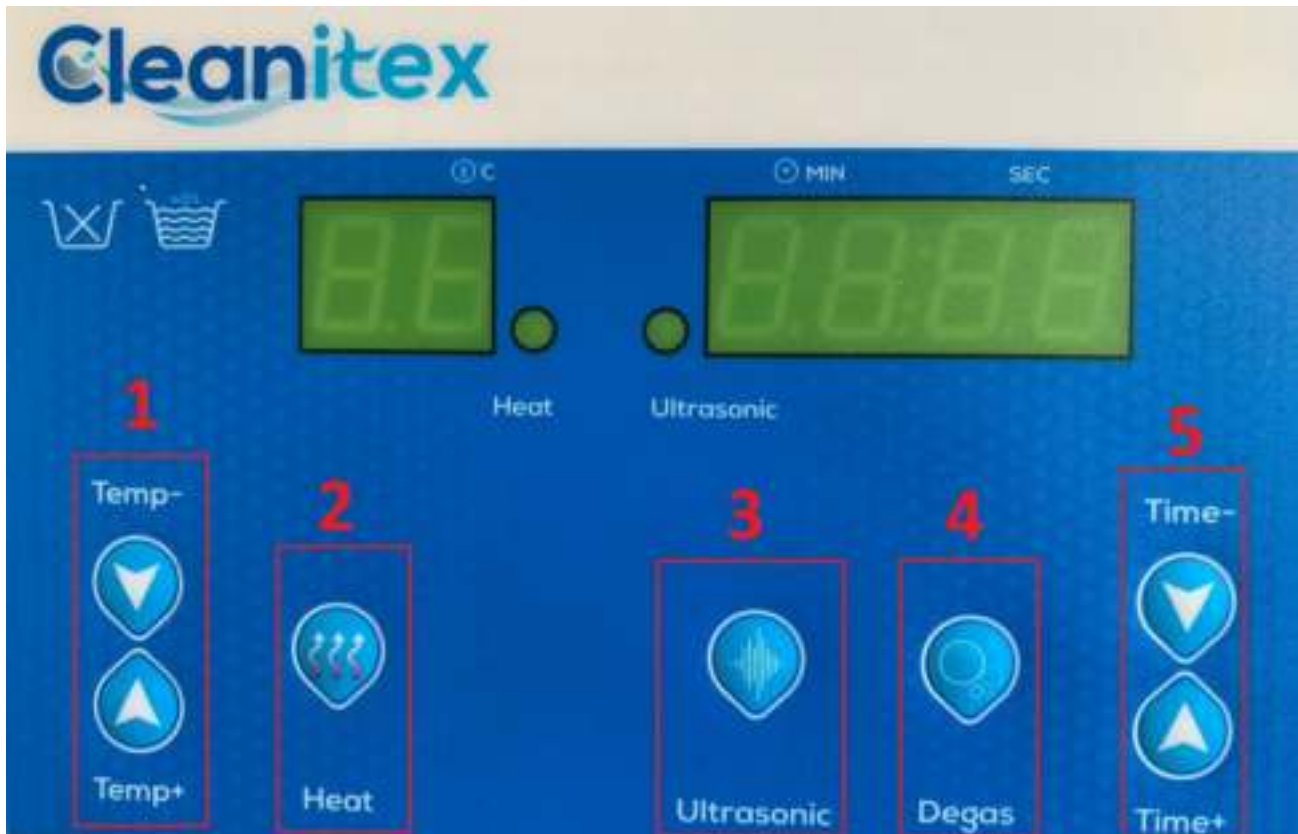 Cleanitex
C
MIN SEC
Heat Ultrasonic
1
5
Temp-
2
3
4
Time-
Temp+
Heat
Ultrasonic
Degas
Time+